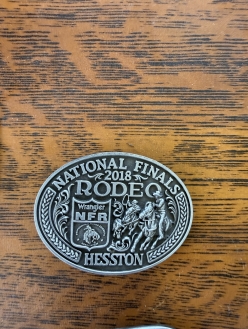 NATIONAL FINALS
2018
RODEO
Wrangler
NFR
HESSTON